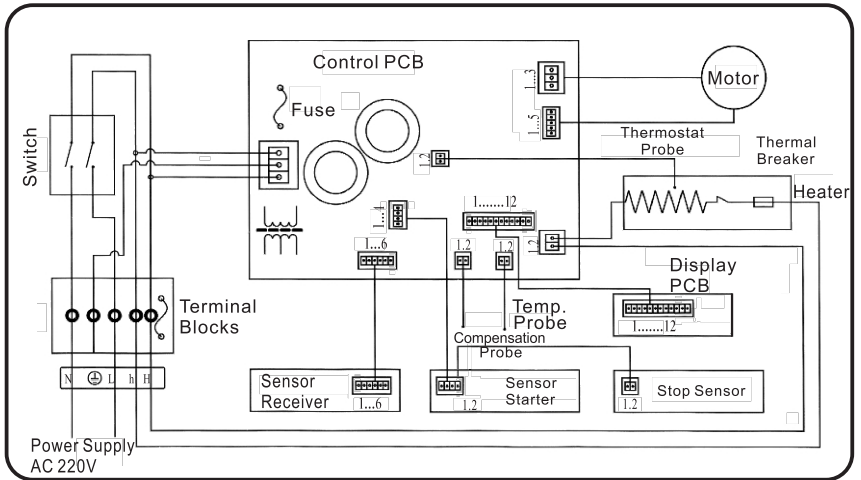 Control PCB
Fuse
Switch
1...3
1...5
Motor
Thermostat
Probe
Thermal
Breaker
Heater
1.2
1.......12
1...6
1.2
1.2
1.2
Display
PCB
1.......12
Terminal
Blocks
Temp.
Probe
Compensation
Probe
N L h H
Sensor
Receiver
1...6
Sensor
Starter
1.2
Stop Sensor
1.2
Power Supply
AC 220V